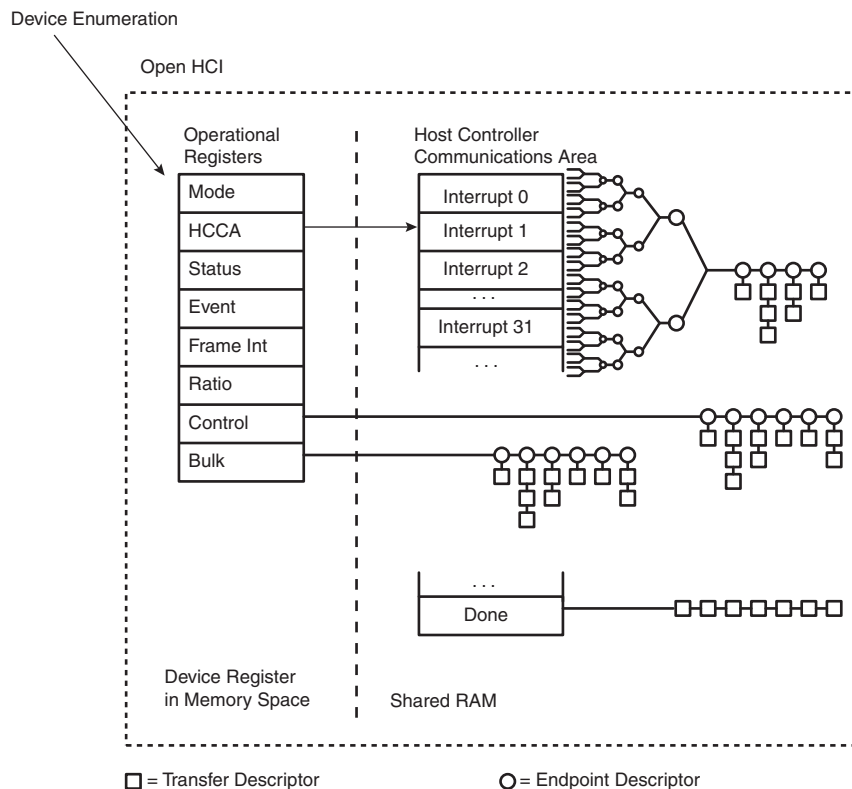 Device Enumeration
Open HCI
Operational
Registers
Mode
HCCA
Status
Event
Frame Int
Ratio
Control
Bulk
Host Controller
Communications Area
Interrupt 0
Interrupt 1
Interrupt 2
. . .
Interrupt 31
. . .
. . .
Done
Device Register
in Memory Space
Shared RAM
= Transfer Descriptor
= Endpoint Descriptor